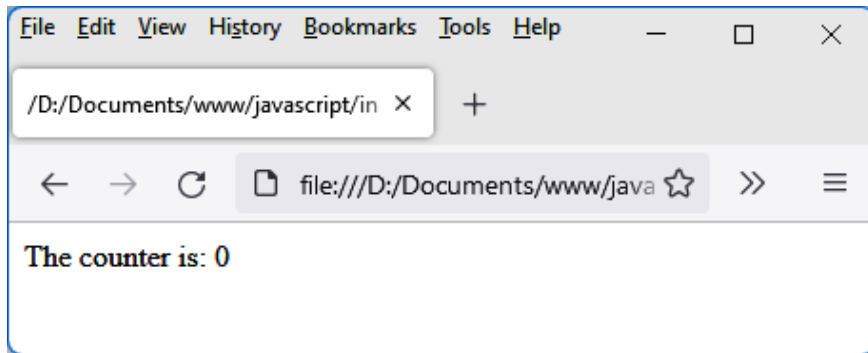 File Edit View History Bookmarks Tools Help
/D:/Documents/www/javascript/in
file:///D:/Documents/www/java
The counter is: 0